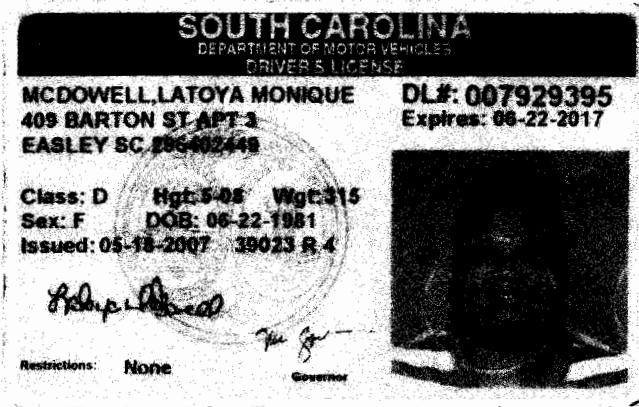 SOUTH CAROLINA
DEPARTMENT OF MOTOR VEHICLES
DRIVER'S LICENSE
MCDOWELL,LATOYA MONIQUE
DL#: 007929395
409 BARTON ST APT 3
Expires: 06-22-2017
EASLEY SC 296402449
Class: D Hgt: 5-08 Wgt: 315
Sex: F DOB: 06-22-1981
Issued: 05-18-2007 39023 R 4
Restrictions: None
Governor